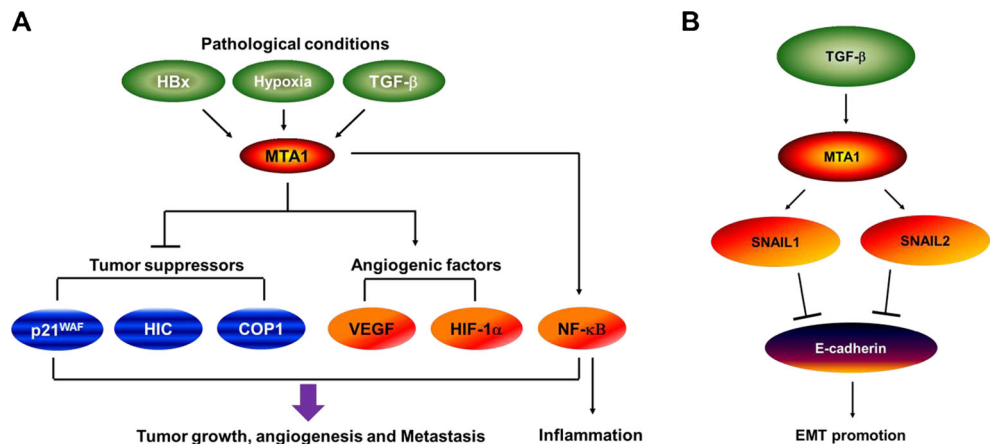 A
Pathological conditions
HBx Hypoxia TGF-β
MTA1
Tumor suppressors Angiogenic factors
p21WAF HIC COP1 VEGF HIF-1α NF-κB
Tumor growth, angiogenesis and Metastasis Inflammation
B
TGF-β
MTA1
SNAIL1 SNAIL2
E-cadherin
EMT promotion